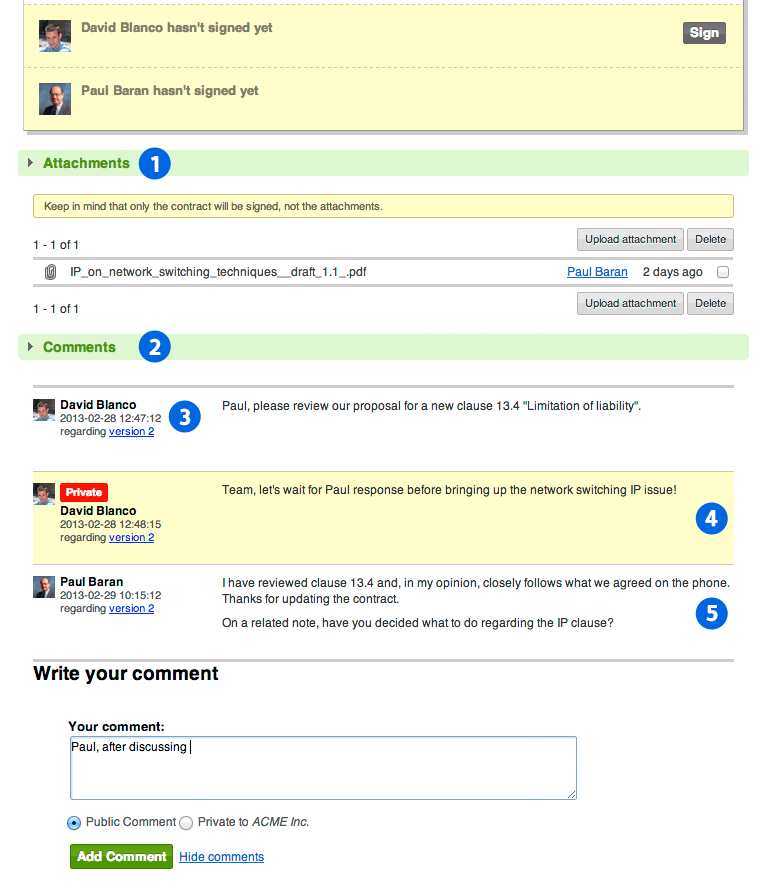 David Blanco hasn't signed yet
Sign
Paul Baran hasn't signed yet
Attachments 1
Keep in mind that only the contract will be signed, not the attachments.
1 - 1 of 1
Upload attachment Delete
IP_on_network_switching_techniques__draft_1.1_.pdf Paul Baran 2 days ago
1 - 1 of 1
Upload attachment Delete
Comments 2
David Blanco
2013-02-28 12:47:12
regarding version 2
3
Paul, please review our proposal for a new clause 13.4 "Limitation of liability".
Private
David Blanco
2013-02-28 12:48:15
regarding version 2
Team, let's wait for Paul response before bringing up the network switching IP issue!
4
Paul Baran
2013-02-29 10:15:12
regarding version 2
I have reviewed clause 13.4 and, in my opinion, closely follows what we agreed on the phone.
Thanks for updating the contract.
On a related note, have you decided what to do regarding the IP clause?
5
Write your comment
Your comment:
Paul, after discussing
Public Comment Private to ACME Inc.
Add Comment Hide comments